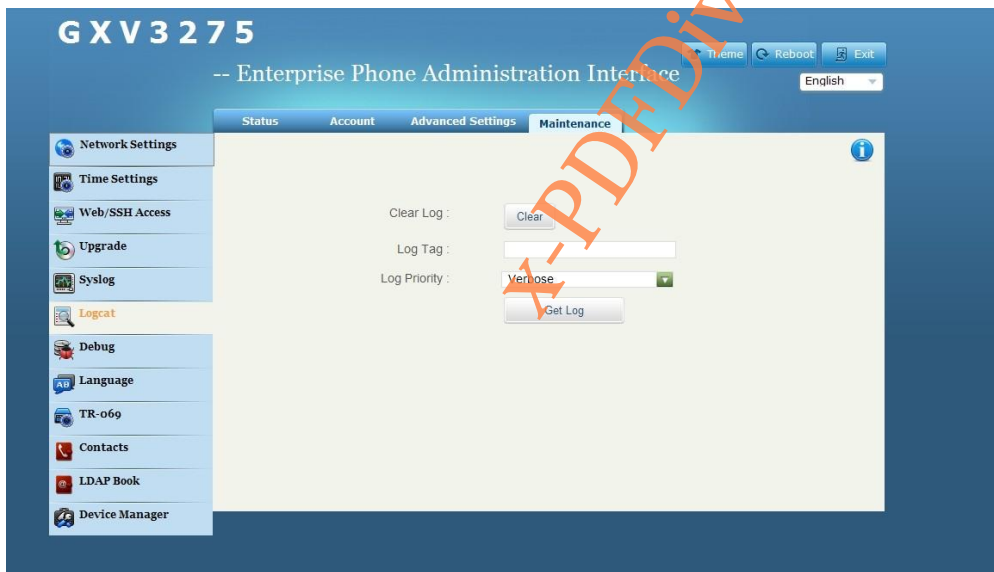 GXV3275
-- Enterprise Phone Administration Interface
Theme
Reboot
Exit
English
Status
Account
Advanced Settings
Maintenance
Network Settings
Time Settings
Web/SSH Access
Upgrade
Syslog
Logcat
Debug
Language
TR-069
Contacts
LDAP Book
Device Manager
Clear Log :
Clear
Log Tag :
Log Priority :
Verbose
Get Log
X-PDFDiv